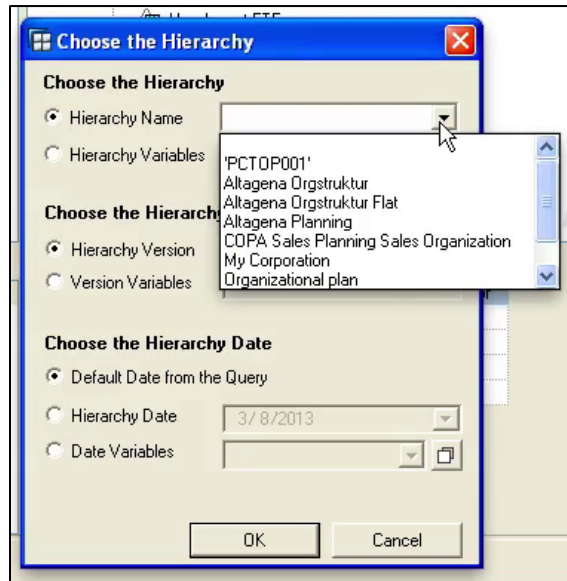 Choose the Hierarchy
Choose the Hierarchy
Hierarchy Name
Hierarchy Variables
'PCTOP001'
Altagena Orgstruktur
Altagena Orgstruktur Flat
Altagena Planning
COPA Sales Planning Sales Organization
My Corporation
Organizational plan
Choose the
Hierarchy Version
Version Variables
Choose the Hierarchy Date
Default Date from the Query
Hierarchy Date 3/ 8/2013
Date Variables
OK Cancel